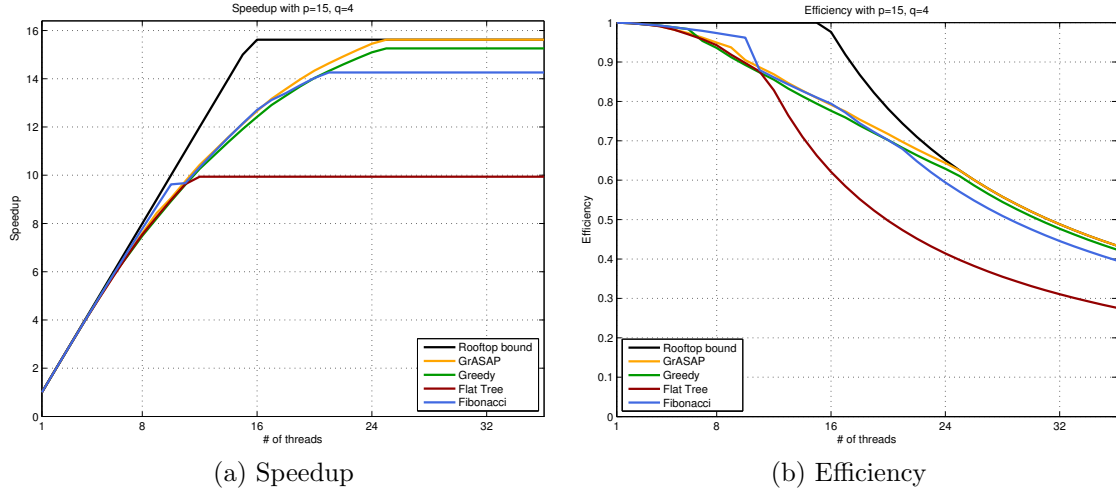 Speedup with p=15, q=4
16
14
12
10
8
6
4
2
0
Speedup
1 8 16 24 32
# of threads
Rooftop bound
GrASAP
Greedy
Flat Tree
Fibonacci
(a) Speedup
Efficiency with p=15, q=4
1
0.9
0.8
0.7
0.6
0.5
0.4
0.3
0.2
0.1
0
Efficiency
1 8 16 24 32
# of threads
Rooftop bound
GrASAP
Greedy
Flat Tree
Fibonacci
(b) Efficiency